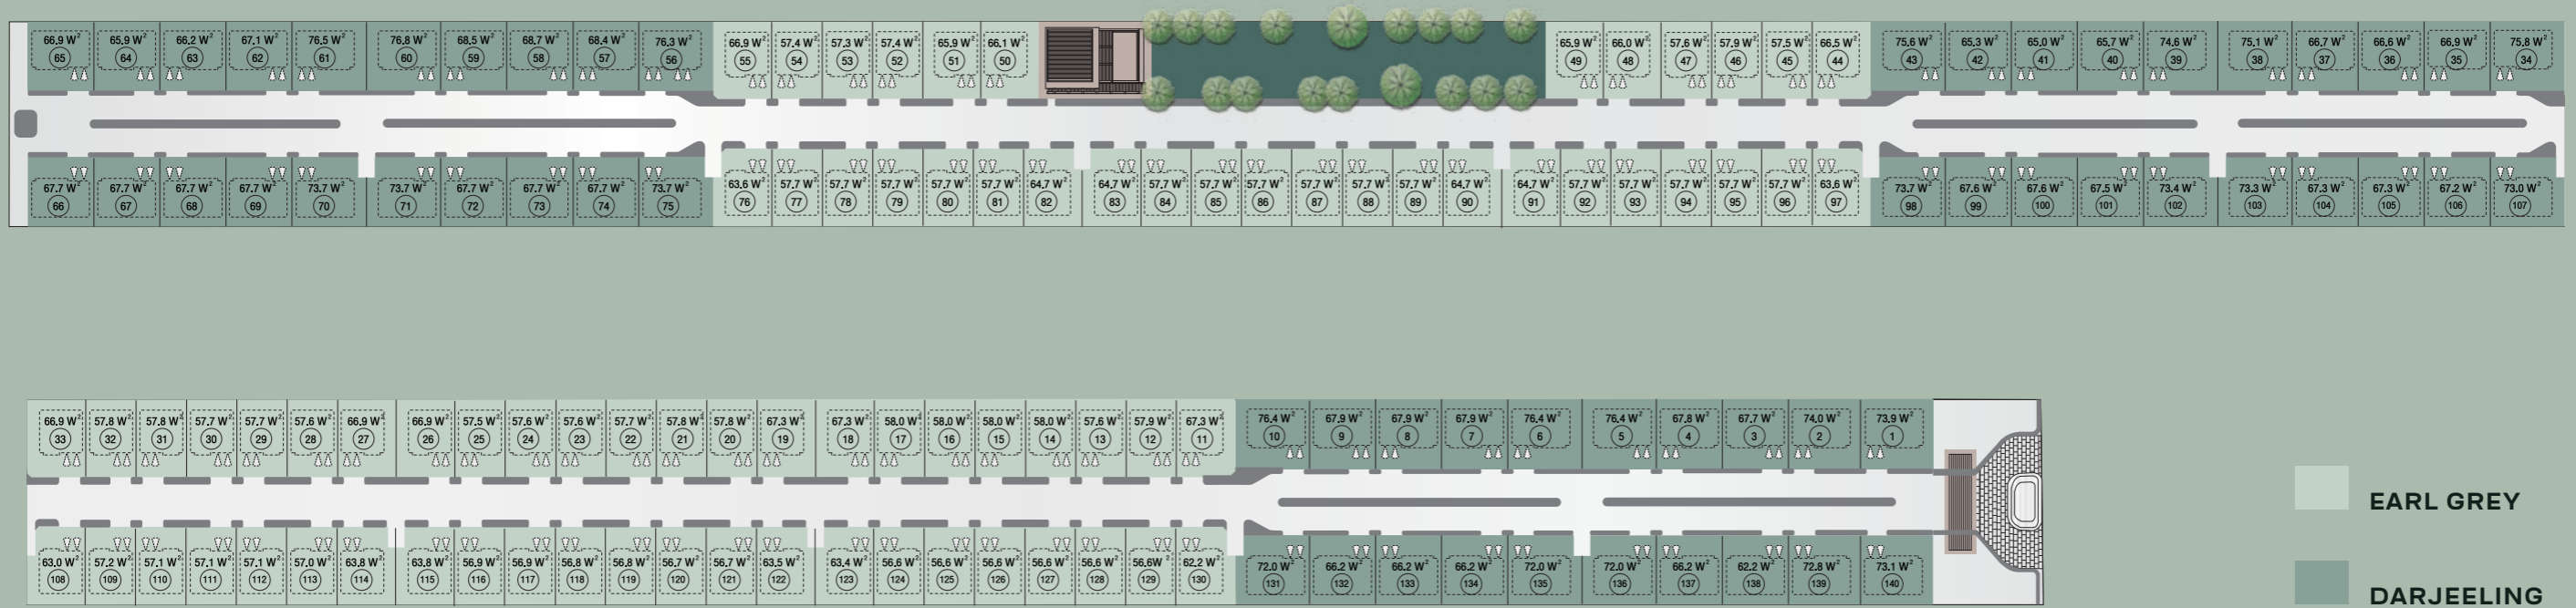 66.9 W² 65.9 W² 66.2 W² 67.1 W² 76.5 W² 76.8 W² 68.5 W² 68.7 W² 68.4 W² 76.3 W² 66.9 W² 57.4 W² 57.3 W² 57.4 W² 65.9 W² 66.1 W² 65.9 W² 66.0 W² 57.6 W² 57.9 W² 57.5 W² 66.5 W² 75.6 W² 65.3 W² 65.0 W² 65.7 W² 74.6 W² 75.1 W² 66.7 W² 66.6 W² 66.9 W² 75.8 W²
65 64 63 62 61 60 59 58 57 56 55 54 53 52 51 50 49 48 47 46 45 44 43 42 41 40 39 38 37 36 35 34
67.7 W² 67.7 W² 67.7 W² 67.7 W² 73.7 W² 73.7 W² 67.7 W² 67.7 W² 67.7 W² 73.7 W² 63.6 W² 57.7 W² 57.7 W² 57.7 W² 57.7 W² 57.7 W² 64.7 W² 64.7 W² 57.7 W² 57.7 W² 57.7 W² 57.7 W² 57.7 W² 57.7 W² 64.7 W² 64.7 W² 57.7 W² 57.7 W² 57.7 W² 57.7 W² 57.7 W² 63.6 W² 73.7 W² 67.6 W² 67.6 W² 67.5 W² 73.4 W² 73.3 W² 67.3 W² 67.3 W² 67.2 W² 73.0 W²
66 67 68 69 70 71 72 73 74 75 76 77 78 79 80 81 82 83 84 85 86 87 88 89 90 91 92 93 94 95 96 97 98 99 100 101 102 103 104 105 106 107
66.9 W² 57.8 W² 57.8 W² 57.7 W² 57.7 W² 57.6 W² 66.9 W² 66.9 W² 57.5 W² 57.6 W² 57.6 W² 57.7 W² 57.8 W² 57.8 W² 67.3 W² 67.3 W² 58.0 W² 58.0 W² 58.0 W² 58.0 W² 57.6 W² 57.9 W² 67.3 W² 76.4 W² 67.9 W² 67.9 W² 67.9 W² 76.4 W² 76.4 W² 67.8 W² 67.7 W² 74.0 W² 73.9 W²
33 32 31 30 29 28 27 26 25 24 23 22 21 20 19 18 17 16 15 14 13 12 11 10 9 8 7 6 5 4 3 2 1
63.0 W² 57.2 W² 57.1 W² 57.1 W² 57.1 W² 57.0 W² 63.8 W² 63.8 W² 56.9 W² 56.9 W² 56.8 W² 56.8 W² 56.7 W² 56.7 W² 63.5 W² 63.4 W² 56.6 W² 56.6 W² 56.6 W² 56.6 W² 56.6 W² 56.6W² 62.2 W² 72.0 W² 66.2 W² 66.2 W² 66.2 W² 72.0 W² 72.0 W² 66.2 W² 62.2 W² 72.8 W² 73.1 W²
108 109 110 111 112 113 114 115 116 117 118 119 120 121 122 123 124 125 126 127 128 129 130 131 132 133 134 135 136 137 138 139 140
EARL GREY
DARJEELING